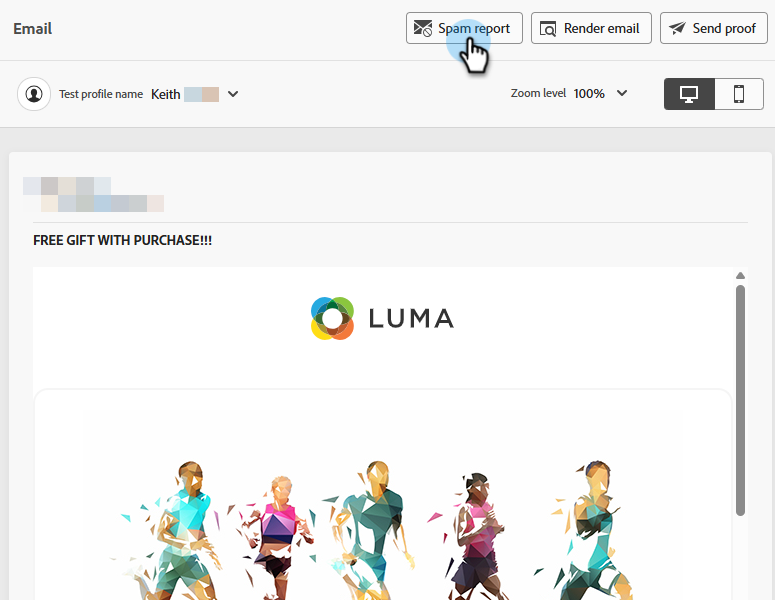 Email
Spam report
Render email
Send proof
Test profile name Keith
Zoom level 100%
FREE GIFT WITH PURCHASE!!!
LUMA